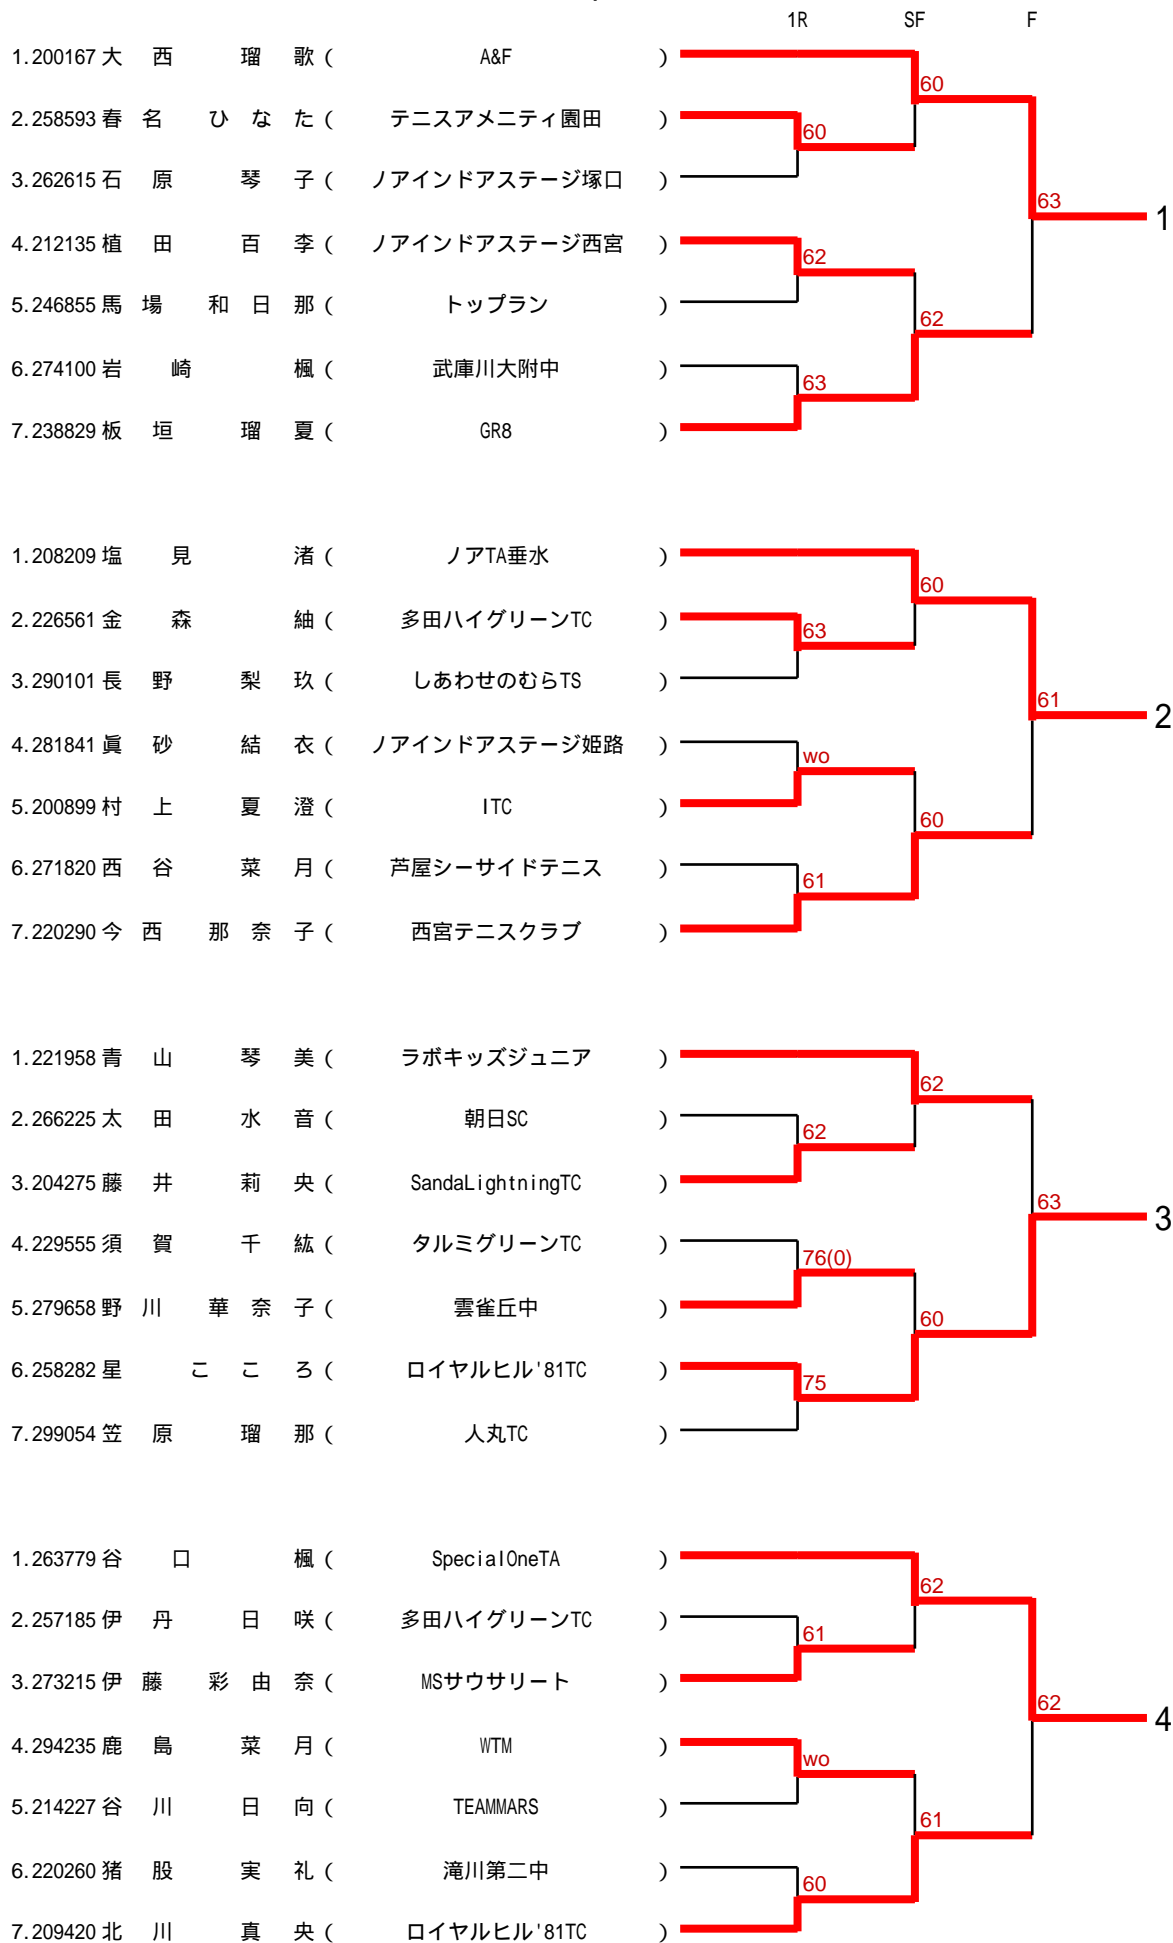 1R SF F
1.200167 大 西 瑠 歌 ( A&F )
60
2.258593 春 名 ひ な た ( テニスアメニティ園田 )
60
3.262615 石 原 琴 子 ( ノアインドアステージ塚口 )
63
1
4.212135 植 田 百 李 ( ノアインドアステージ西宮 )
62
5.246855 馬 場 和 日 那 ( トップラン )
62
6.274100 岩 崎 楓 ( 武庫川大附中 )
63
7.238829 板 垣 瑠 夏 ( GR8 )
1.208209 塩 見 渚 ( ノアTA垂水 )
60
2.226561 金 森 紬 ( 多田ハイグリーンTC )
63
3.290101 長 野 梨 玖 ( しあわせのむらTS )
61
2
4.281841 眞 砂 結 衣 ( ノアインドアステージ姫路 )
wo
5.200899 村 上 夏 澄 ( ITC )
60
6.271820 西 谷 菜 月 ( 芦屋シーサイドテニス )
61
7.220290 今 西 那 奈 子 ( 西宮テニスクラブ )
1.221958 青 山 琴 美 ( ラボキッズジュニア )
62
2.266225 太 田 水 音 ( 朝日SC )
62
3.204275 藤 井 莉 央 ( SandaLightningTC )
63
3
4.229555 須 賀 千 紘 ( タルミグリーンTC )
76(0)
5.279658 野 川 華 奈 子 ( 雲雀丘中 )
60
6.258282 星 こ こ ろ ( ロイヤルヒル'81TC )
75
7.299054 笠 原 瑠 那 ( 人丸TC )
1.263779 谷 口 楓 ( SpecialOneTA )
62
2.257185 伊 丹 日 咲 ( 多田ハイグリーンTC )
61
3.273215 伊 藤 彩 由 奈 ( MSサウサリート )
62
4
4.294235 鹿 島 菜 月 ( WTM )
wo
5.214227 谷 川 日 向 ( TEAMMARS )
61
6.220260 猪 股 実 礼 ( 滝川第二中 )
60
7.209420 北 川 真 央 ( ロイヤルヒル'81TC )